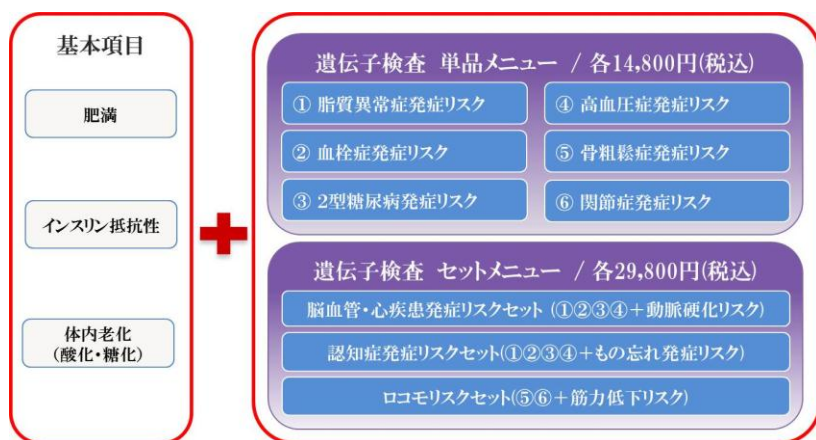 基本項目
肥満
インスリン抵抗性
体内老化
(酸化・糖化)
遺伝子検査 単品メニュー / 各14,800円(税込)
① 脂質異常症発症リスク
② 血栓症発症リスク
③ 2型糖尿病発症リスク
④ 高血圧症発症リスク
⑤ 骨粗鬆症発症リスク
⑥ 関節症発症リスク
遺伝子検査 セットメニュー / 各29,800円(税込)
脳血管・心疾患発症リスクセット (①②③④＋動脈硬化リスク)
認知症発症リスクセット(①②③④＋もの忘れ発症リスク)
ロコモリスクセット(⑤⑥＋筋力低下リスク)